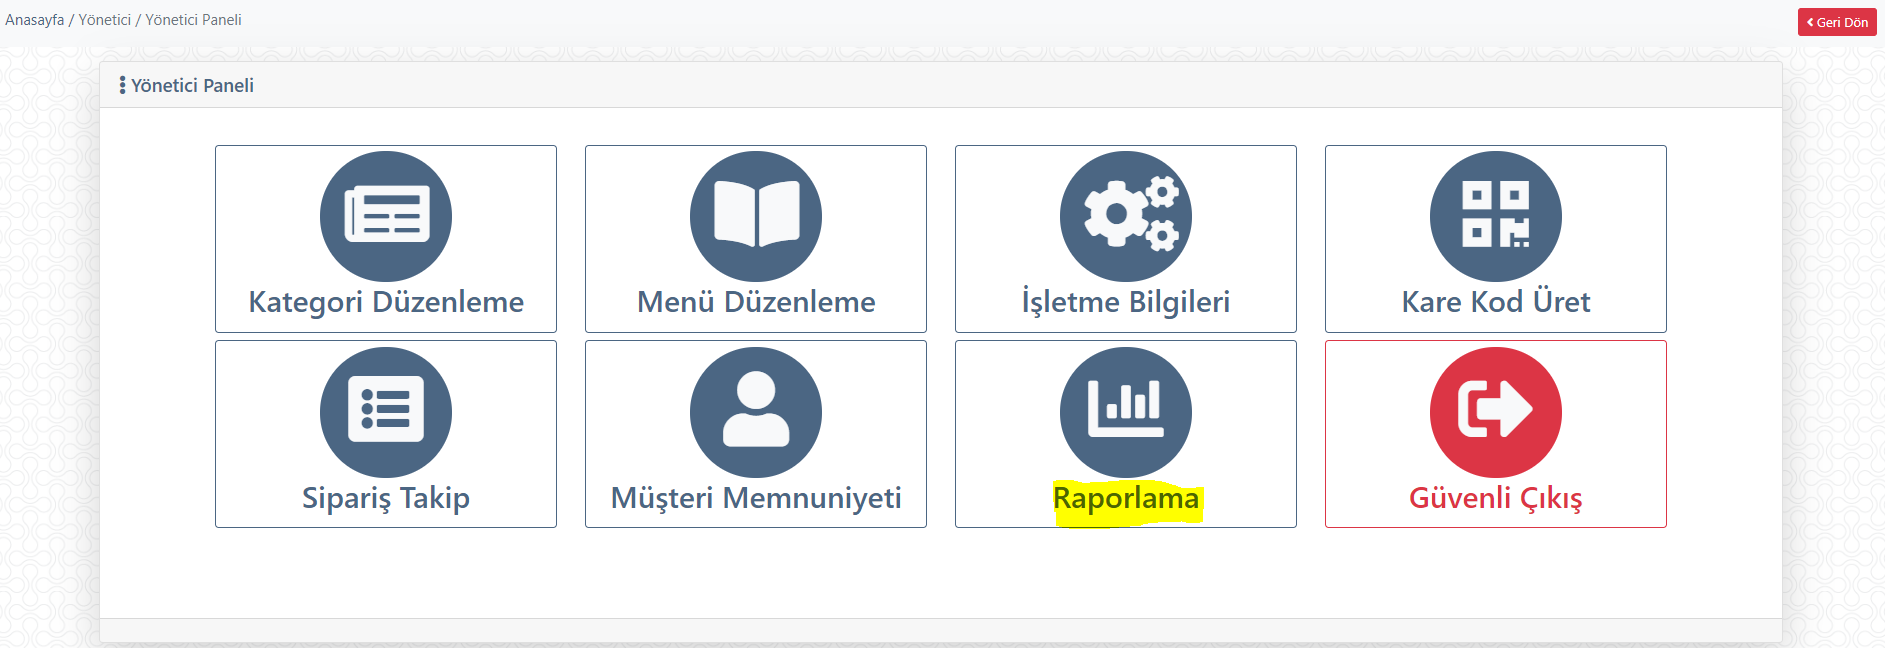 Anasayfa / Yönetici / Yönetici Paneli
Geri Dön
Yönetici Paneli
Kategori Düzenleme
Menü Düzenleme
İşletme Bilgileri
Kare Kod Üret
Sipariş Takip
Müşteri Memnuniyeti
Raporlama
Güvenli Çıkış